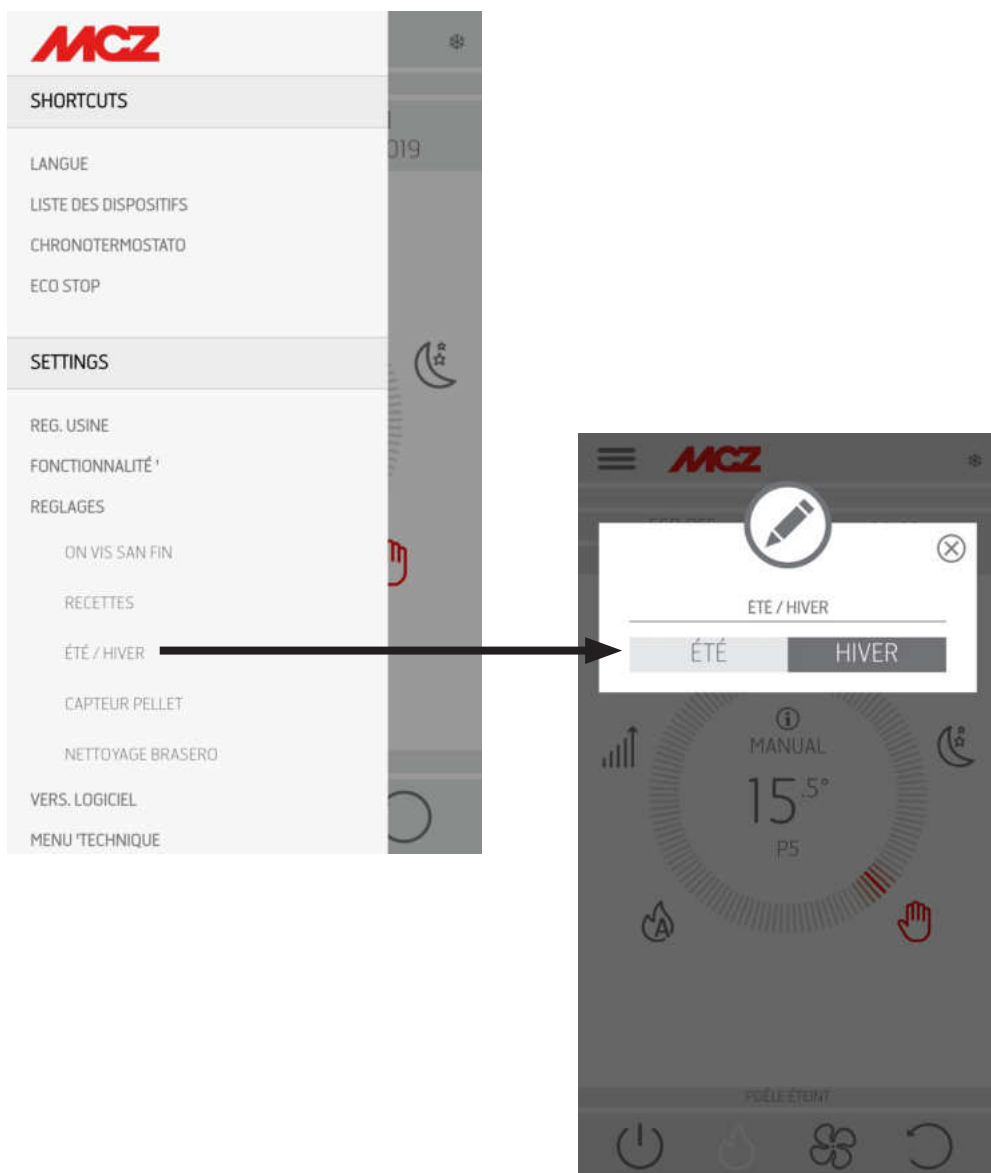 MCZ
SHORTCUTS
019
LANGUE
LISTE DES DISPOSITIFS
CHRONOTERMOSTATO
ECO STOP
SETTINGS
REG. USINE
FONCTIONNALITÉ '
REGLAGES
ON VIS SAN FIN
RECETTES
ÉTÉ / HIVER
CAPTEUR PELLET
NETTOYAGE BRASERO
VERS. LOGICIEL
MENU 'TECHNIQUE
MCZ
ÉTÉ / HIVER
ÉTÉ HIVER
MANUAL
15.5°
P5
A
POÊLE ÉTEINT